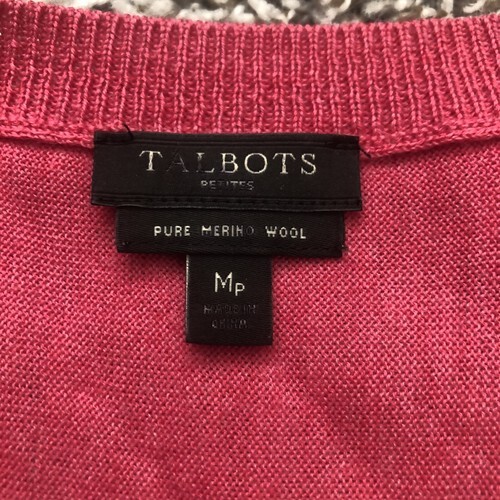 TALBOTS
PETITES
PURE MERINO WOOL
MP
MADE IN
CHINA